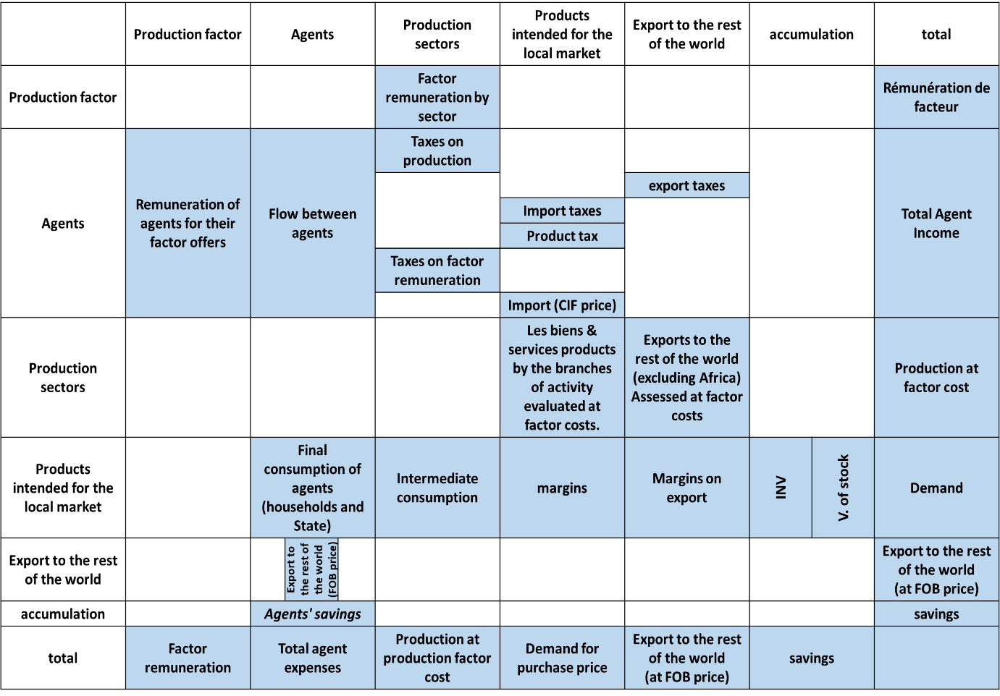 Production factor
Agents
Production
sectors
Products
intended for the
local market
Export to the rest
of the world
accumulation
total
Production factor
Factor
remuneration by
sector
Rémunération de
facteur
Agents
Remuneration of
agents for their
factor offers
Flow between
agents
Taxes on
production
export taxes
Import taxes
Product tax
Taxes on factor
remuneration
Import (CIF price)
Total Agent
Income
Production
sectors
Les biens &
services products
by the branches
of activity
evaluated at
factor costs.
Exports to the
rest of the world
(excluding Africa)
Assessed at factor
costs
Production at
factor cost
Products
intended for the
local market
Final
consumption of
agents
(households and
State)
Intermediate
consumption
margins
Margins on
export
INV
V. of stock
Demand
Export to the rest
of the world
Export to
the rest of
the world
(FOB price)
Export to the rest
of the world
(at FOB price)
accumulation
Agents' savings
savings
total
Factor
remuneration
Total agent
expenses
Production at
production factor
cost
Demand for
purchase price
Export to the rest
of the world
(at FOB price)
savings